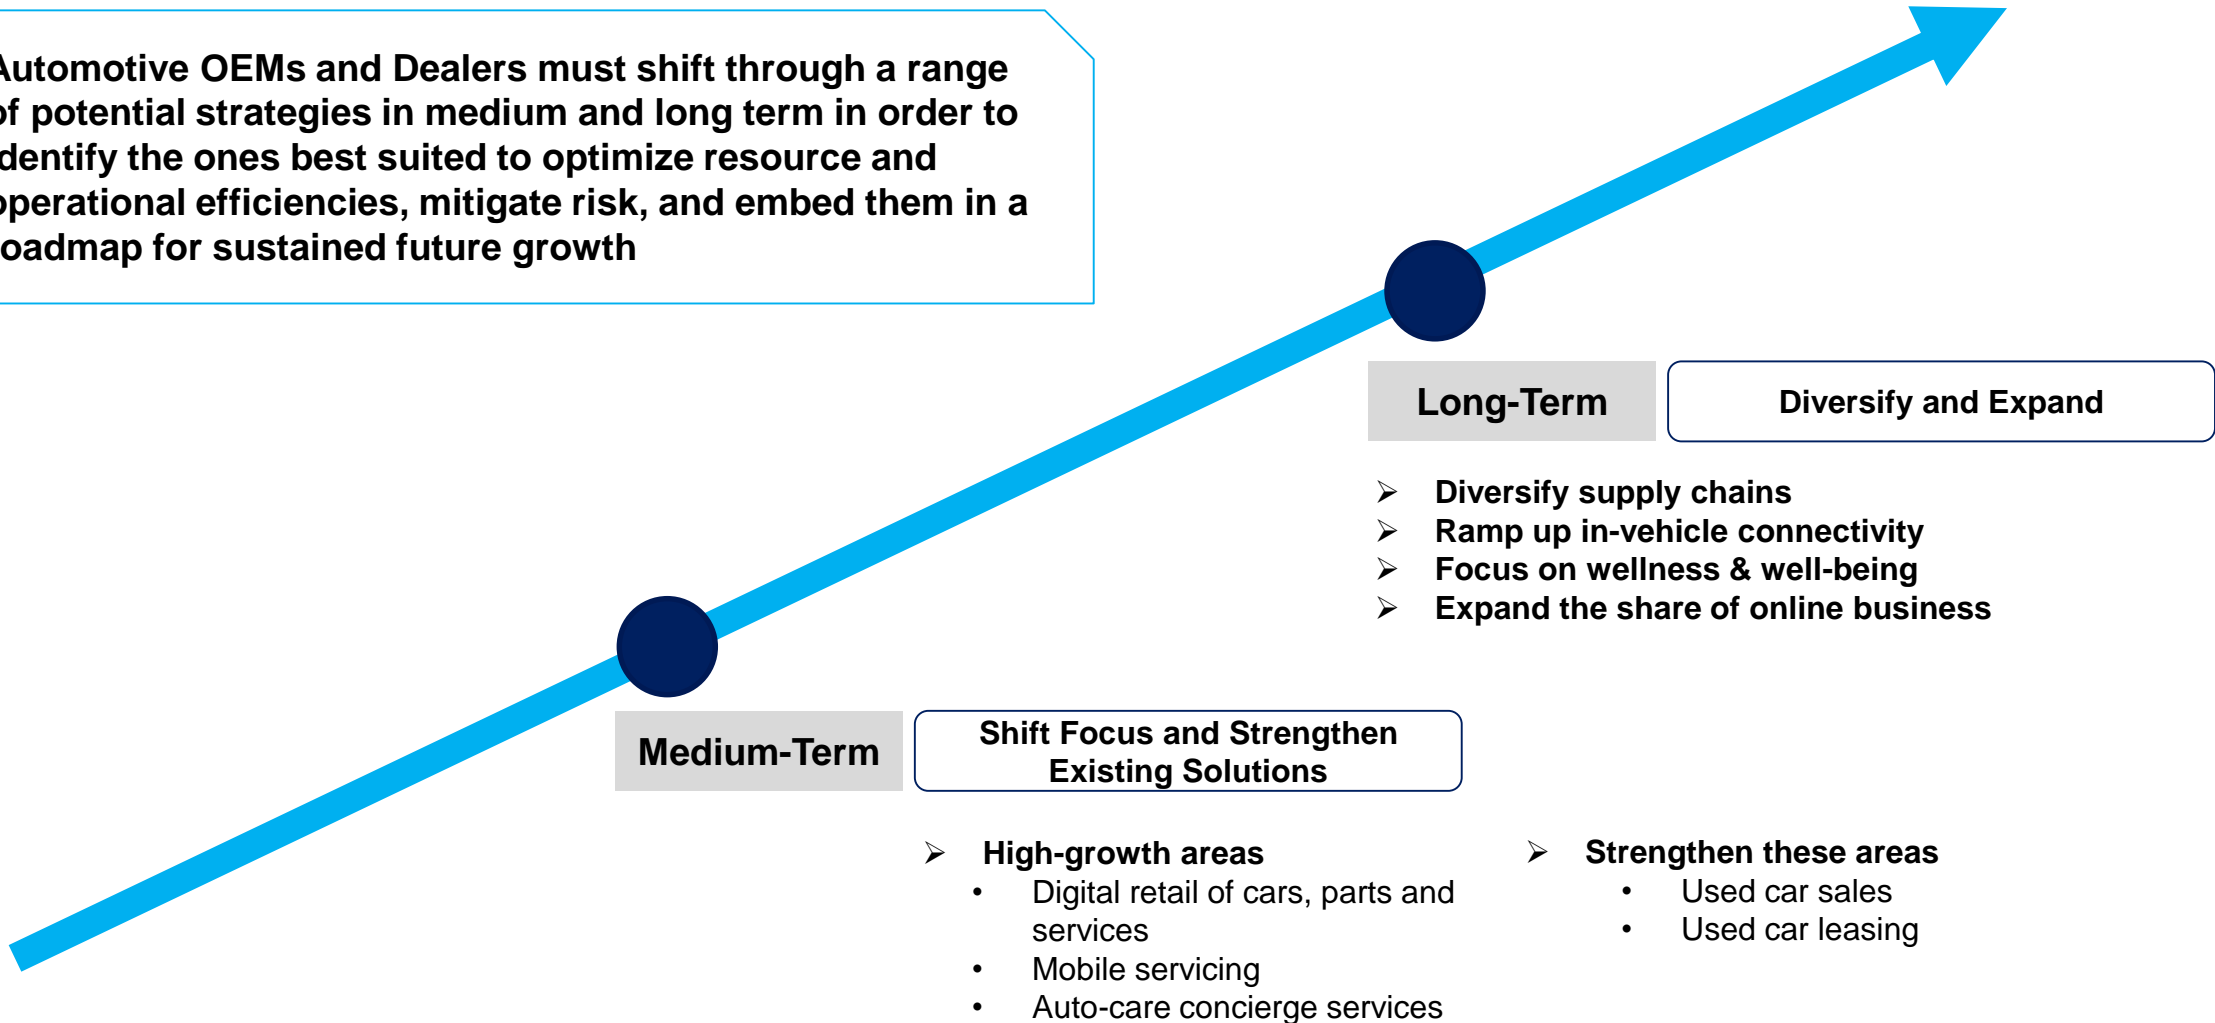 Automotive OEMs and Dealers must shift through a range
of potential strategies in medium and long term in order to
identify the ones best suited to optimize resource and
operational efficiencies, mitigate risk, and embed them in a
roadmap for sustained future growth
Long-Term
Diversify and Expand
➢ Diversify supply chains
➢ Ramp up in-vehicle connectivity
➢ Focus on wellness & well-being
➢ Expand the share of online business
Medium-Term
Shift Focus and Strengthen
Existing Solutions
➢ High-growth areas
• Digital retail of cars, parts and
services
• Mobile servicing
• Auto-care concierge services
➢ Strengthen these areas
• Used car sales
• Used car leasing